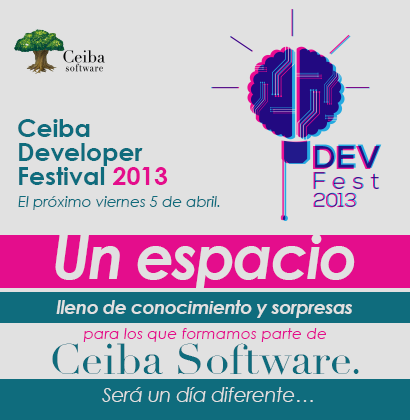 Ceiba
software
Ceiba
Developer
Festival 2013
El próximo viernes 5 de abril.
DEV
Fest
2013
Un espacio
lleno de conocimiento y sorpresas
para los que formamos parte de
Ceiba Software.
Será un día diferente...